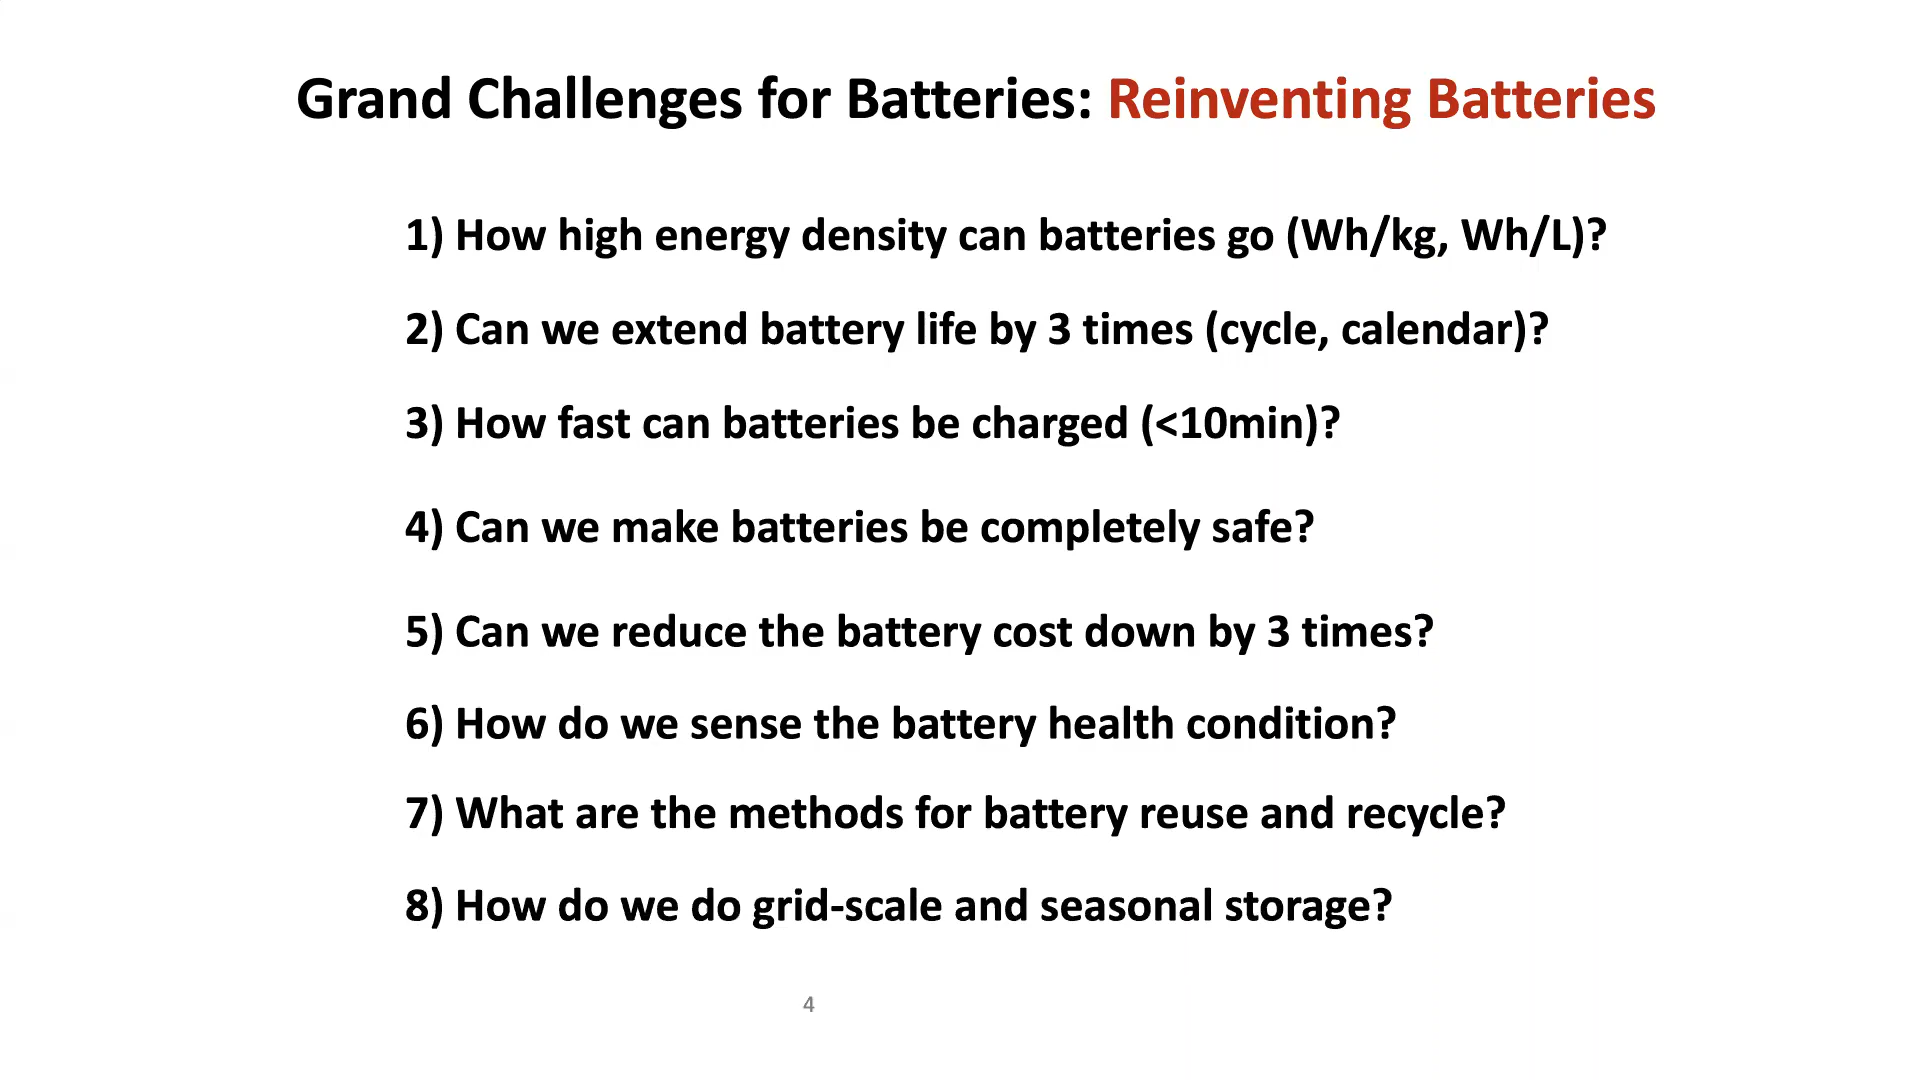 Grand Challenges for Batteries: Reinventing Batteries
1) How high energy density can batteries go (Wh/kg, Wh/L)?
2) Can we extend battery life by 3 times (cycle, calendar)?
3) How fast can batteries be charged (<10min)?
4) Can we make batteries be completely safe?
5) Can we reduce the battery cost down by 3 times?
6) How do we sense the battery health condition?
7) What are the methods for battery reuse and recycle?
8) How do we do grid-scale and seasonal storage?
4